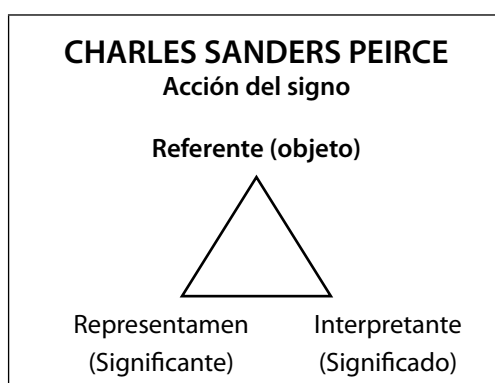 CHARLES SANDERS PEIRCE
Acción del signo
Referente (objeto)
Representamen Interpretante
(Significante) (Significado)